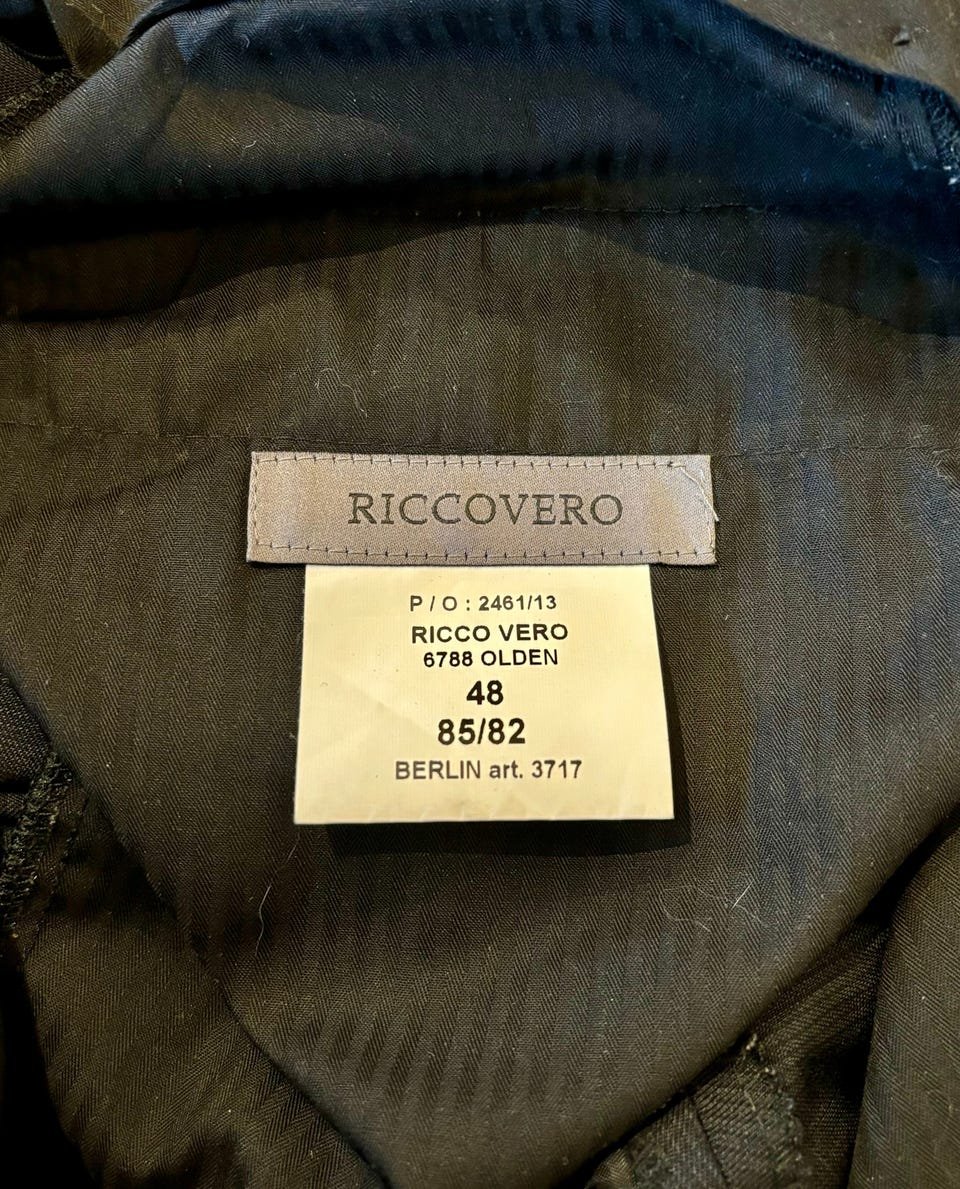 RICCOVERO
P / O : 2461/13
RICCO VERO
6788 OLDEN
48
85/82
BERLIN art. 3717